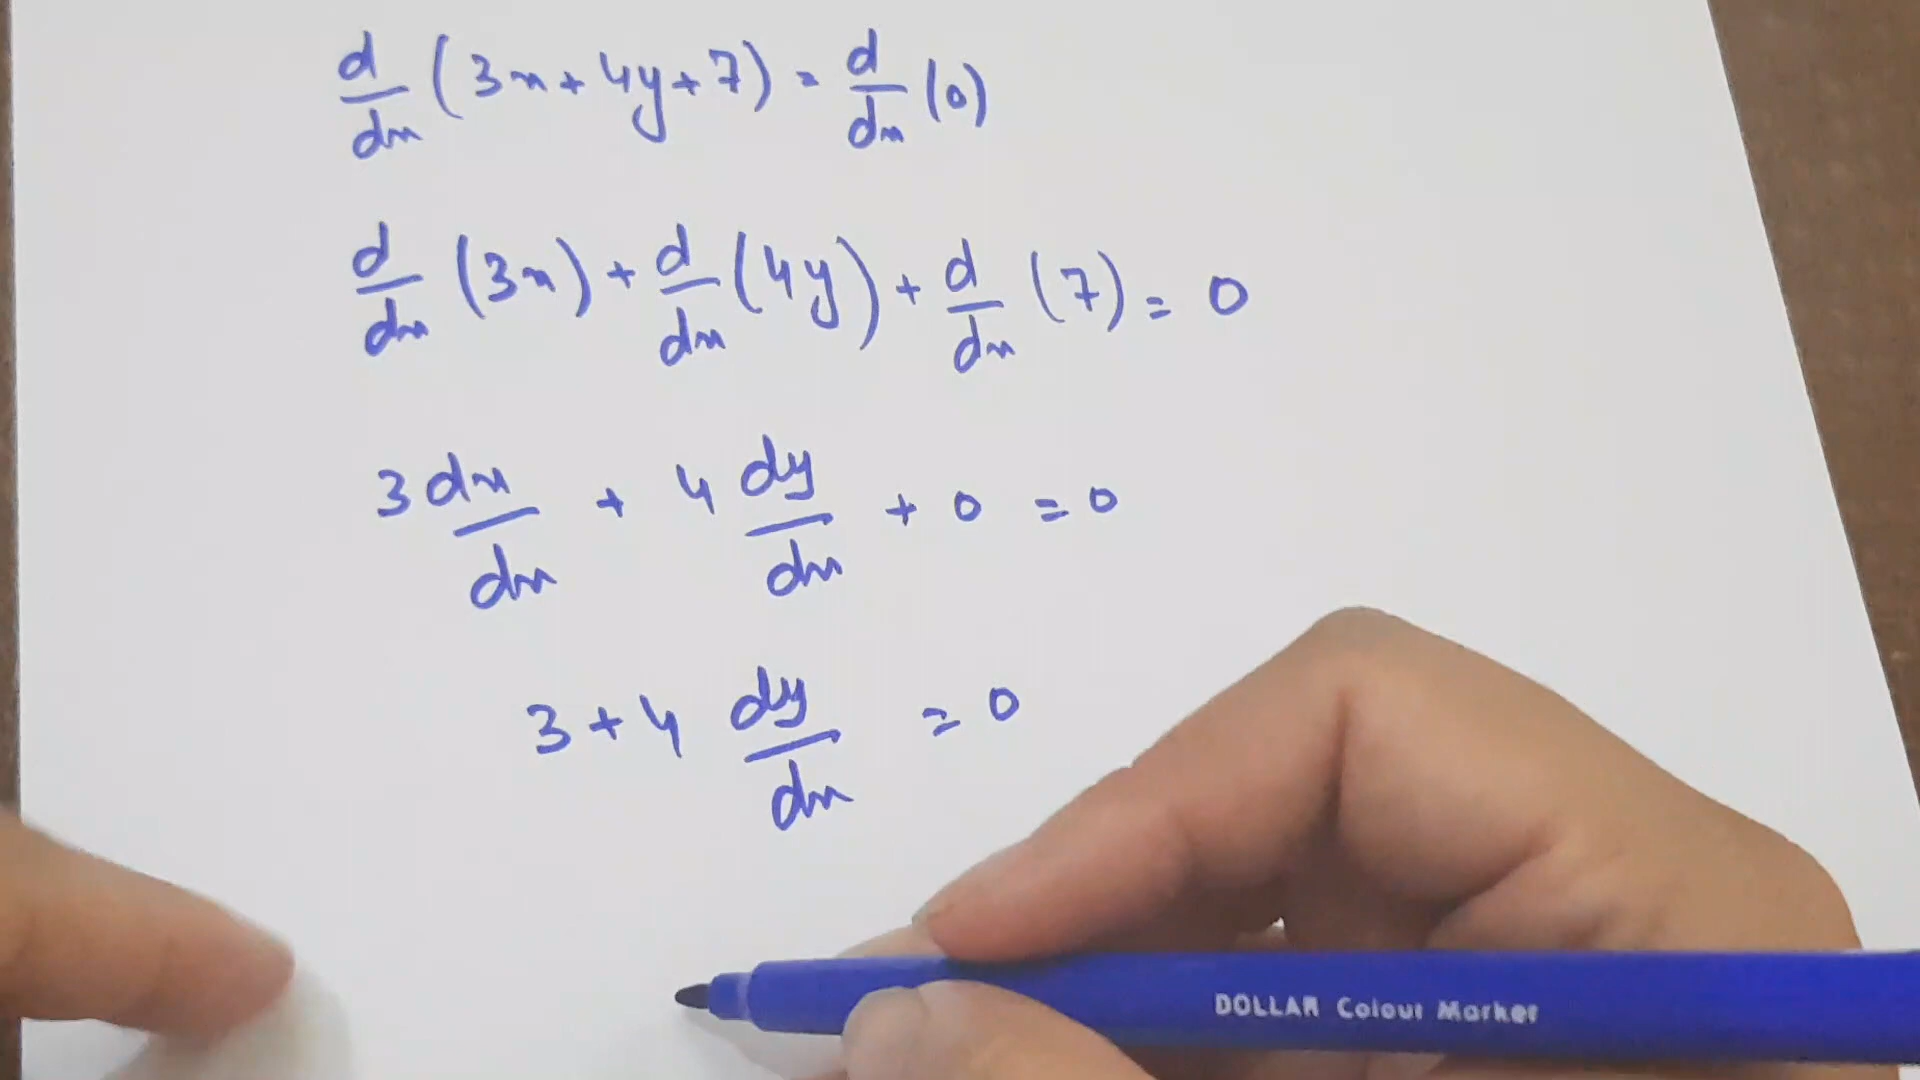 d/dx (3x + 4y + 7) = d/dx (0)
d/dx (3x) + d/dx (4y) + d/dx (7) = 0
3 dx/dx + 4 dy/dx + 0 = 0
3 + 4 dy/dx = 0
DOLLAR Colour Marker